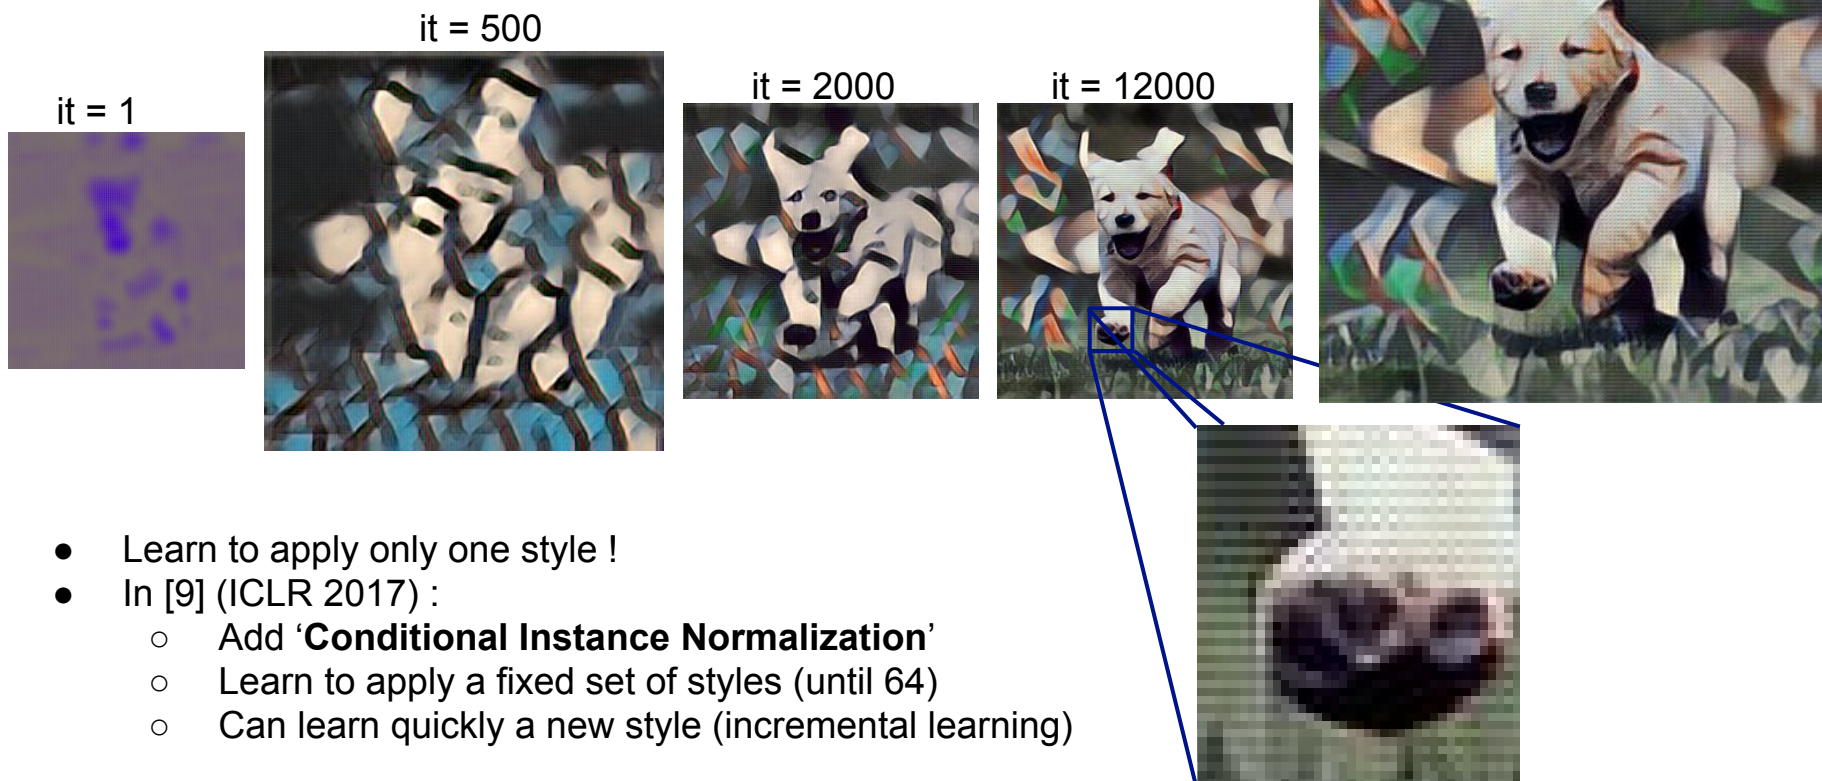 it = 1
it = 500
it = 2000
it = 12000
● Learn to apply only one style !
● In [9] (ICLR 2017) :
○ Add ‘Conditional Instance Normalization’
○ Learn to apply a fixed set of styles (until 64)
○ Can learn quickly a new style (incremental learning)